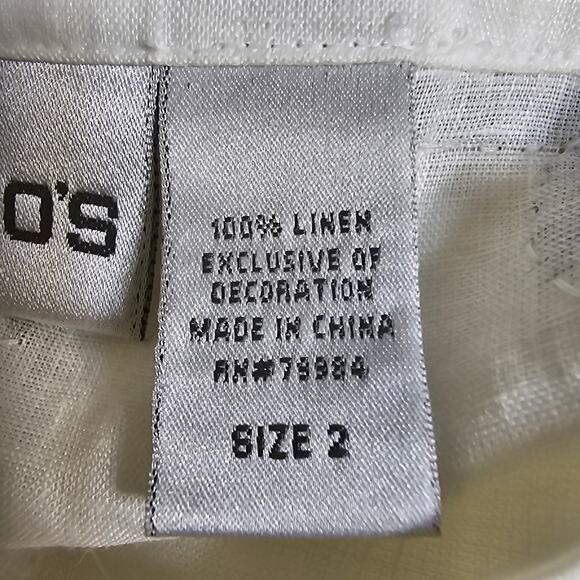 O'S
100% LINEN
EXCLUSIVE OF
DECORATION
MADE IN CHINA
RN#79984
SIZE 2